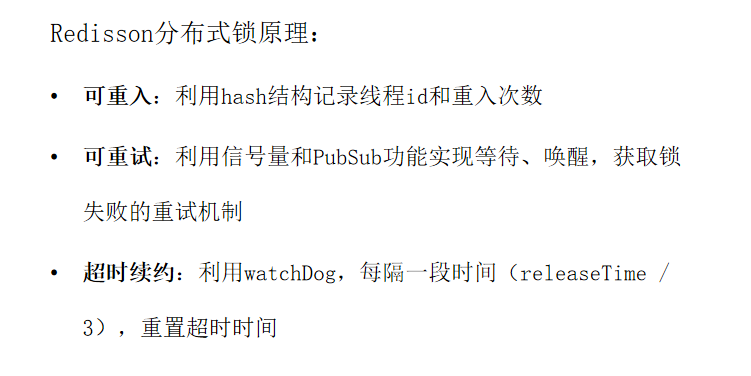 Redisson分布式锁原理：
• 可重入：利用hash结构记录线程id和重入次数
• 可重试：利用信号量和PubSub功能实现等待、唤醒，获取锁
失败的重试机制
• 超时续约：利用watchDog，每隔一段时间（releaseTime /
3），重置超时时间